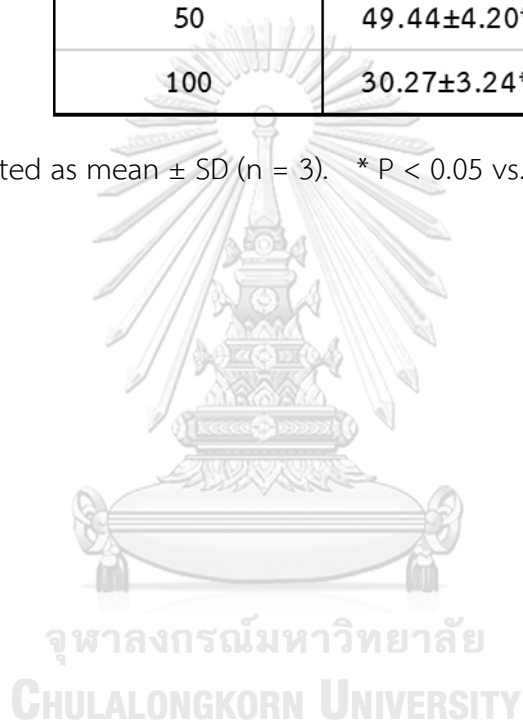 50 49.44±4.20*
100 30.27±3.24*
ted as mean ± SD (n = 3). * P < 0.05 vs.
จุฬาลงกรณ์มหาวิทยาลัย
CHULALONGKORN UNIVERSITY